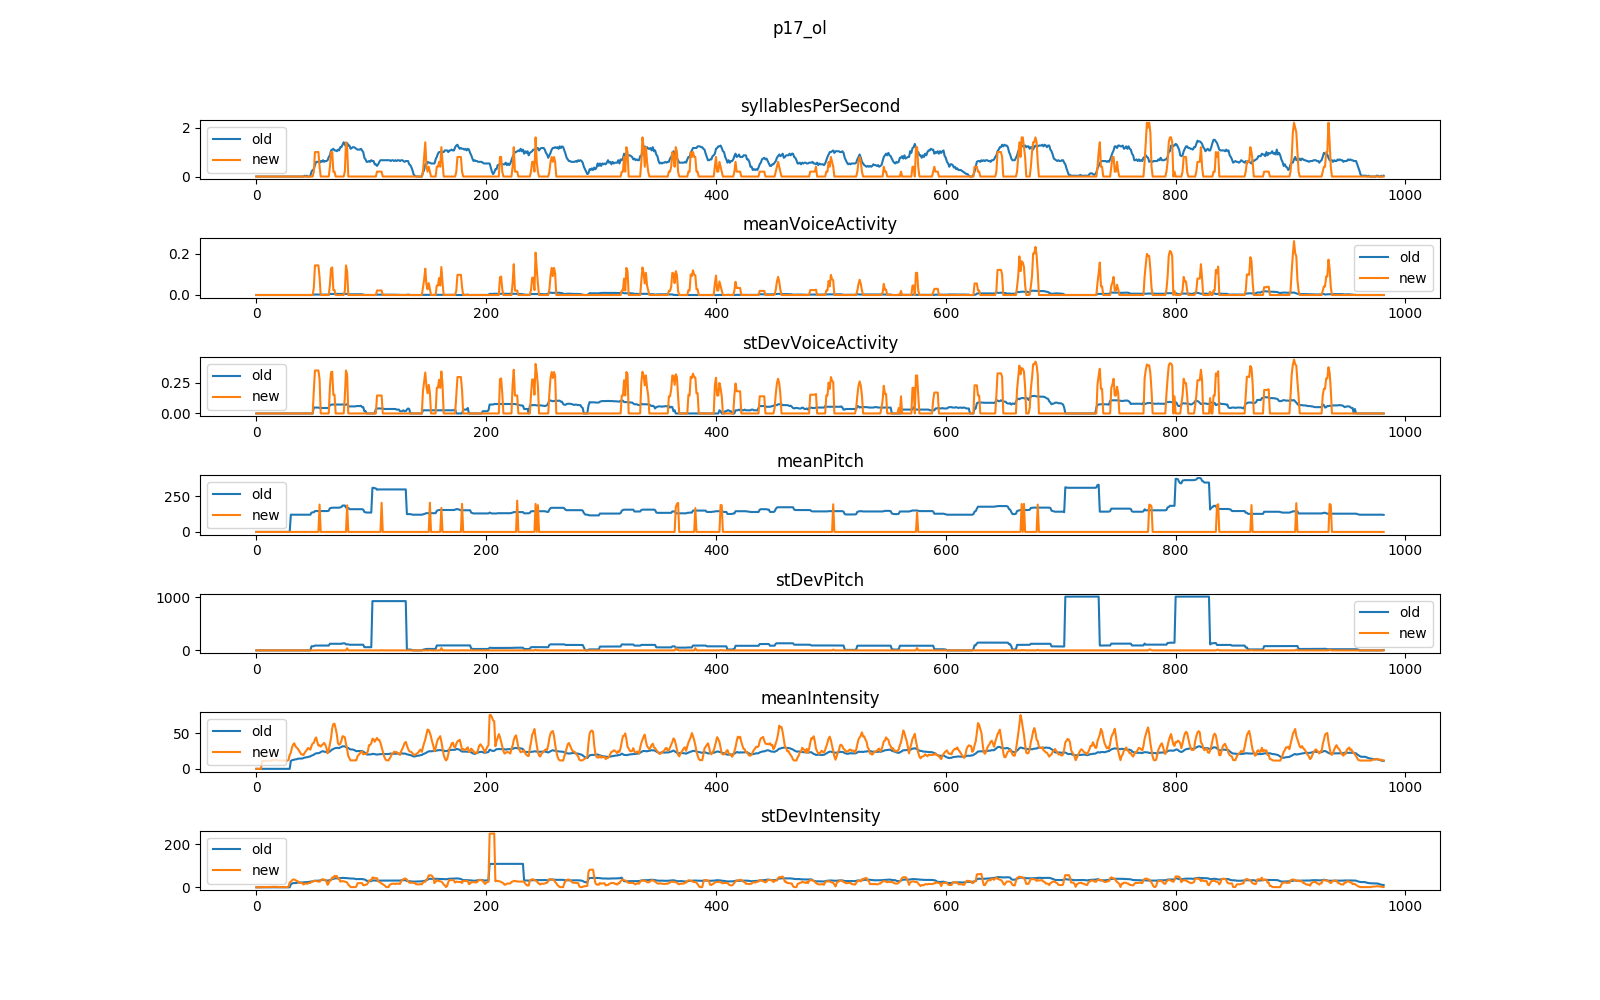 p17_ol
syllablesPerSecond
2
0
old
new
0 200 400 600 800 1000
meanVoiceActivity
0.2
0.0
old
new
0 200 400 600 800 1000
stDevVoiceActivity
0.25
0.00
old
new
0 200 400 600 800 1000
meanPitch
250
0
old
new
0 200 400 600 800 1000
stDevPitch
1000
0
old
new
0 200 400 600 800 1000
meanIntensity
50
0
old
new
0 200 400 600 800 1000
stDevIntensity
200
0
old
new
0 200 400 600 800 1000